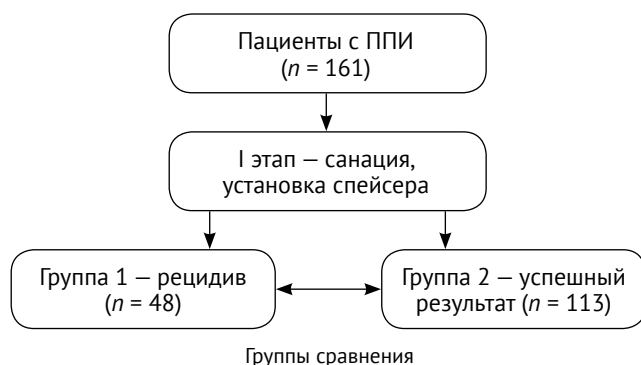 Пациенты с ППИ
(n = 161)
I этап — санация,
установка спейсера
Группа 1 — рецидив
(n = 48)
Группа 2 — успешный
результат (n = 113)
Группы сравнения